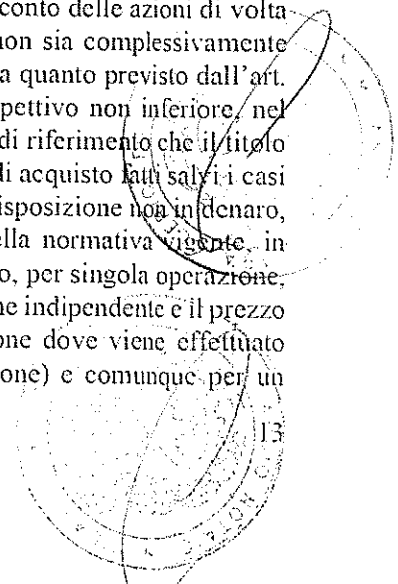 conto delle azioni di volta
non sia complessivamente
a quanto previsto dall'art.
pettivo non inferiore, nel
di riferimento che il titolo
di acquisto fatti salvi i casi
isposizione non in denaro,
ella normativa vigente, in
o, per singola operazione,
ne indipendente e il prezzo
one dove viene effettuato
one) e comunque per un
13